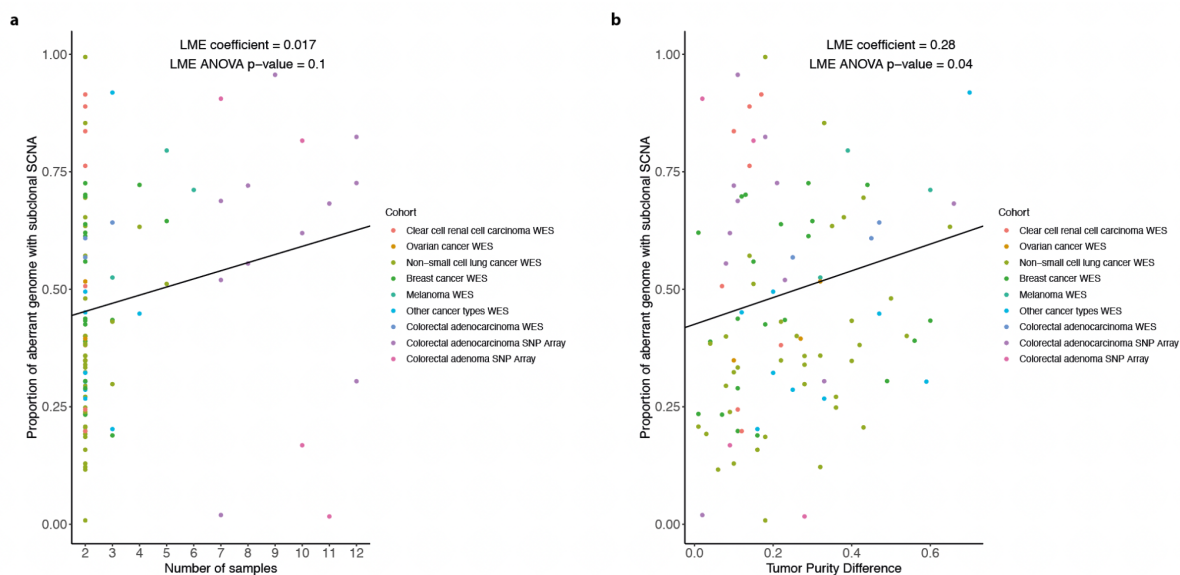 a
LME coefficient = 0.017
LME ANOVA p−value = 0.1
1.00
0.75
0.50
0.25
0.00
Proportion of aberrant genome with subclonal SCNA
2 3 4 5 6 7 8 9 10 11 12
Number of samples
Cohort
Clear cell renal cell carcinoma WES
Ovarian cancer WES
Non−small cell lung cancer WES
Breast cancer WES
Melanoma WES
Other cancer types WES
Colorectal adenocarcinoma WES
Colorectal adenocarcinoma SNP Array
Colorectal adenoma SNP Array
b
LME coefficient = 0.28
LME ANOVA p−value = 0.04
1.00
0.75
0.50
0.25
0.00
Proportion of aberrant genome with subclonal SCNA
0.0 0.2 0.4 0.6
Tumor Purity Difference
Cohort
Clear cell renal cell carcinoma WES
Ovarian cancer WES
Non−small cell lung cancer WES
Breast cancer WES
Melanoma WES
Other cancer types WES
Colorectal adenocarcinoma WES
Colorectal adenocarcinoma SNP Array
Colorectal adenoma SNP Array